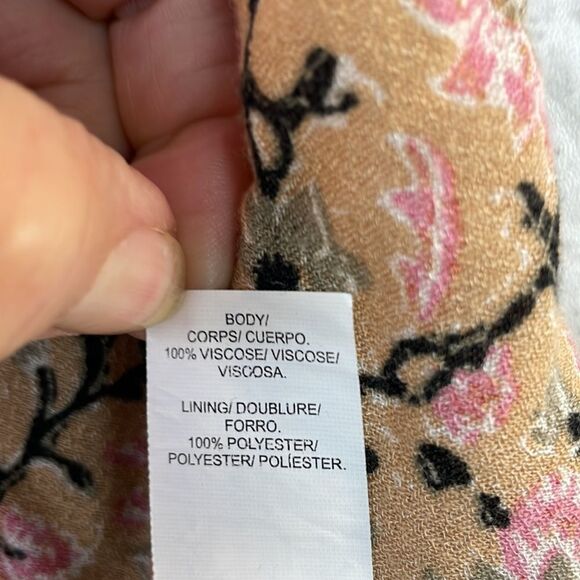 BODY/
CORPS/ CUERPO.
100% VISCOSE/ VISCOSE/
VISCOSA.
LINING/ DOUBLURE/
FORRO.
100% POLYESTER/
POLYESTER/ POLÍESTER.